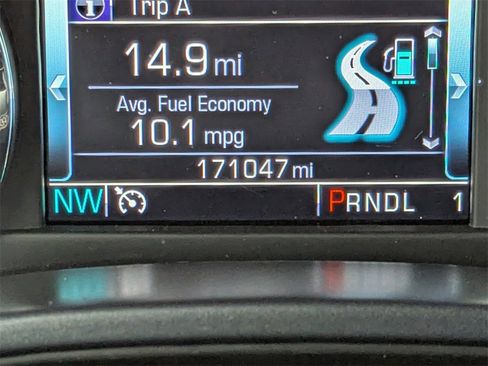 Trip A
14.9 mi
Avg. Fuel Economy
10.1 mpg
171047 mi
NW PRNDL 1